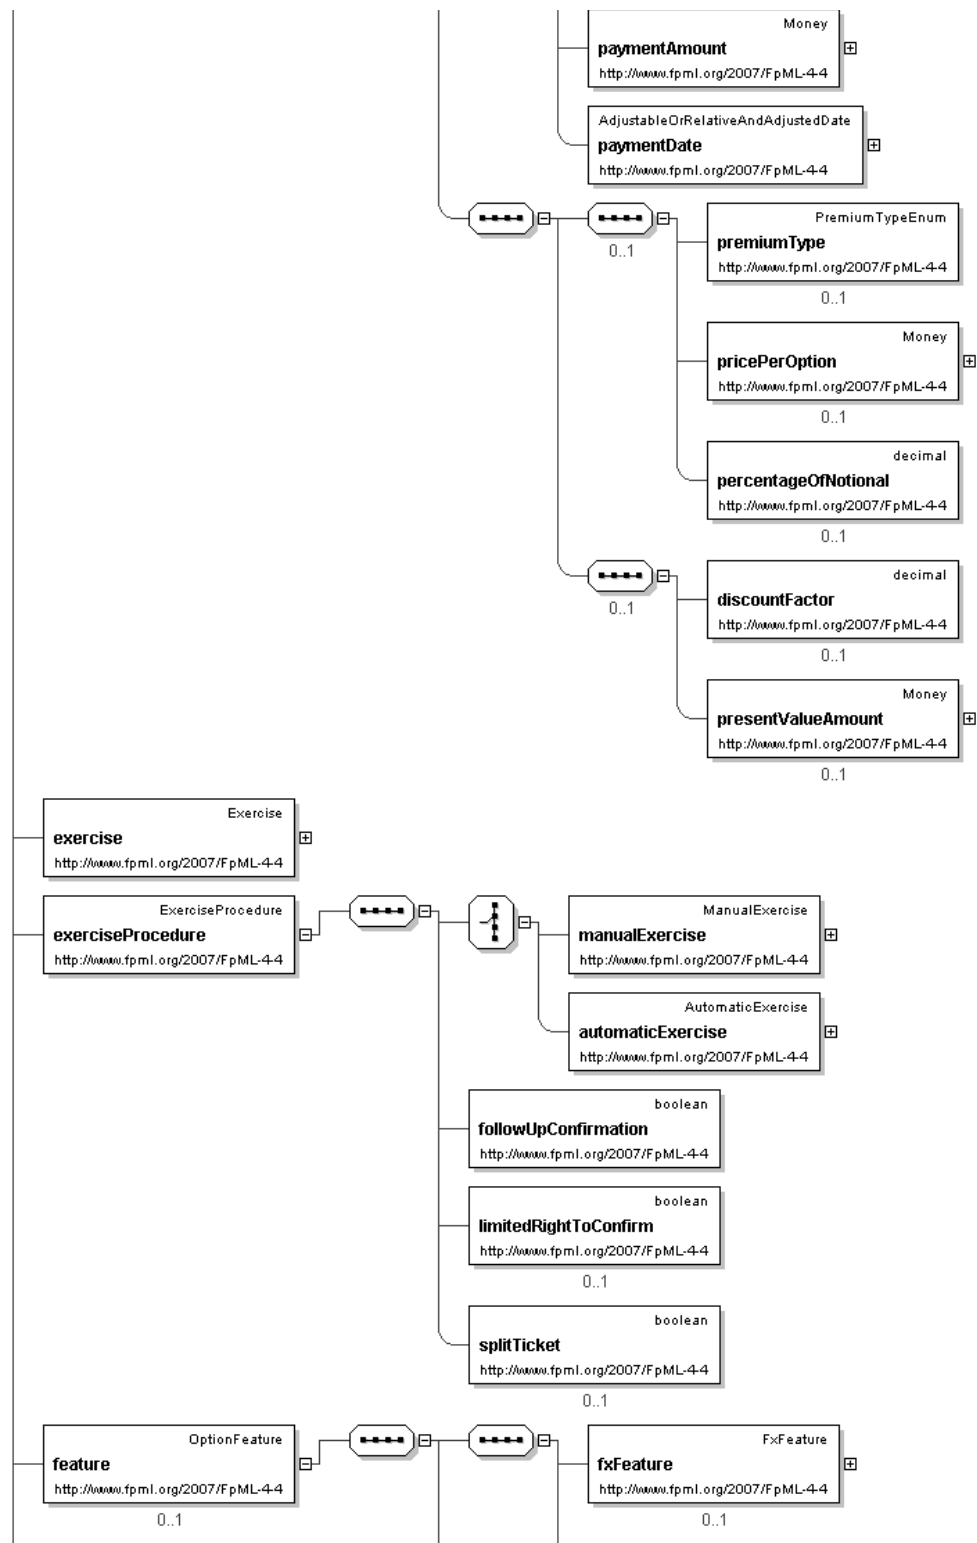 Money
paymentAmount
http://www.fpml.org/2007/FpML-4-4
AdjustableOrRelativeAndAdjustedDate
paymentDate
http://www.fpml.org/2007/FpML-4-4
0..1
PremiumTypeEnum
premiumType
http://www.fpml.org/2007/FpML-4-4
0..1
Money
pricePerOption
http://www.fpml.org/2007/FpML-4-4
0..1
decimal
percentageOfNotional
http://www.fpml.org/2007/FpML-4-4
0..1
0..1
decimal
discountFactor
http://www.fpml.org/2007/FpML-4-4
0..1
Money
presentValueAmount
http://www.fpml.org/2007/FpML-4-4
0..1
Exercise
exercise
http://www.fpml.org/2007/FpML-4-4
ExerciseProcedure
exerciseProcedure
http://www.fpml.org/2007/FpML-4-4
ManualExercise
manualExercise
http://www.fpml.org/2007/FpML-4-4
AutomaticExercise
automaticExercise
http://www.fpml.org/2007/FpML-4-4
boolean
followUpConfirmation
http://www.fpml.org/2007/FpML-4-4
boolean
limitedRightToConfirm
http://www.fpml.org/2007/FpML-4-4
0..1
boolean
splitTicket
http://www.fpml.org/2007/FpML-4-4
0..1
OptionFeature
feature
http://www.fpml.org/2007/FpML-4-4
0..1
FxFeature
fxFeature
http://www.fpml.org/2007/FpML-4-4
0..1